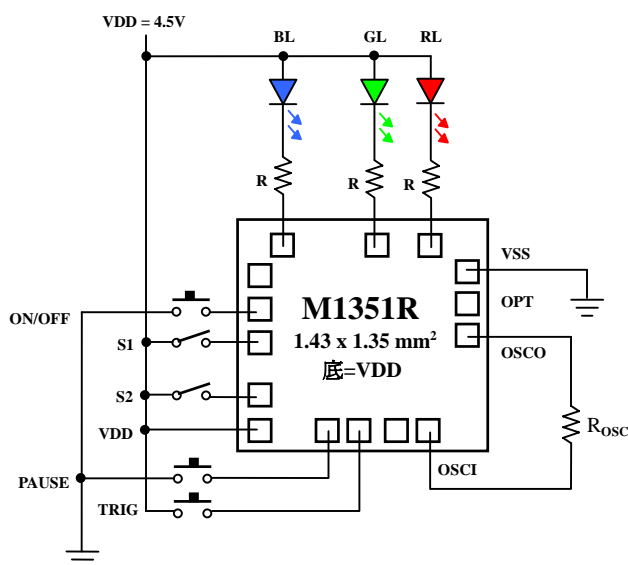 VDD = 4.5V
BL
GL
RL
R
R
R
VSS
ON/OFF
M1351R
OPT
S1
1.43 x 1.35 mm²
OSCO
底=VDD
S2
ROSC
VDD
OSCI
PAUSE
TRIG